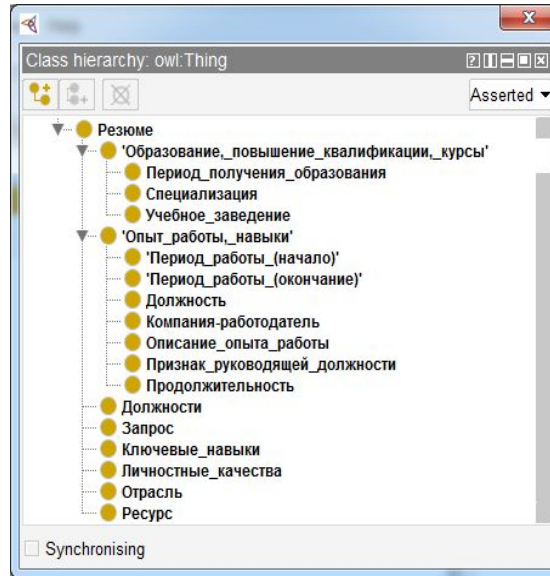 Class hierarchy: owl:Thing
Asserted
Резюме
'Образование,_повышение_квалификации,_курсы'
Период_получения_образования
Специализация
Учебное_заведение
'Опыт_работы,_навыки'
'Период_работы_(начало)'
'Период_работы_(окончание)'
Должность
Компания-работодатель
Описание_опыта_работы
Признак_руководящей_должности
Продолжительность
Должности
Запрос
Ключевые_навыки
Личностные_качества
Отрасль
Ресурс
Synchronising